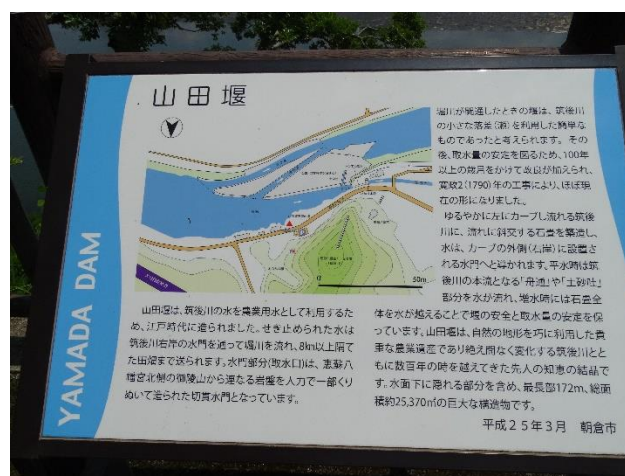 山田堰
YAMADA DAM
0 50m
山田堰は、筑後川の水を農業用水として利用するた
め、江戸時代に造られました。せき止められた水は
筑後川右岸の水門を通って堀川を流れ、8km以上隔て
た田畑まで送られます。水門部分(取水口)は、恵蘇八
幡宮北側の御陵山から連なる岩盤を人力で一部くり
ぬいて造られた切貫水門となっています。
堀川が開通したときの堰は、筑後川
の小さな落差(瀬)を利用した簡単な
ものであったと考えられます。その
後、取水量の安定を図るため、100年
以上の歳月をかけて改良が加えられ、
寛政2(1790)年の工事により、ほぼ現
在の形になりました。
ゆるやかに左にカーブし流れる筑後
川に、流れに斜交する石畳を築造し、
水は、カーブの外側(右岸)に設置さ
れる水門へと導かれます。平水時は筑
後川の本流となる「舟通」や「土砂吐」
部分を水が流れ、増水時には石畳全
体を水が越えることで堰の安全と取水量の安定を保
っています。山田堰は、自然の地形を巧に利用した貴
重な農業遺産であり絶え間なく変化する筑後川とと
もに数百年の時を越えてきた先人の知恵の結晶で
す。水面下に隠れる部分を含め、最長部172m、総面
積約25,370㎡の巨大な構造物です。
平成25年3月 朝倉市